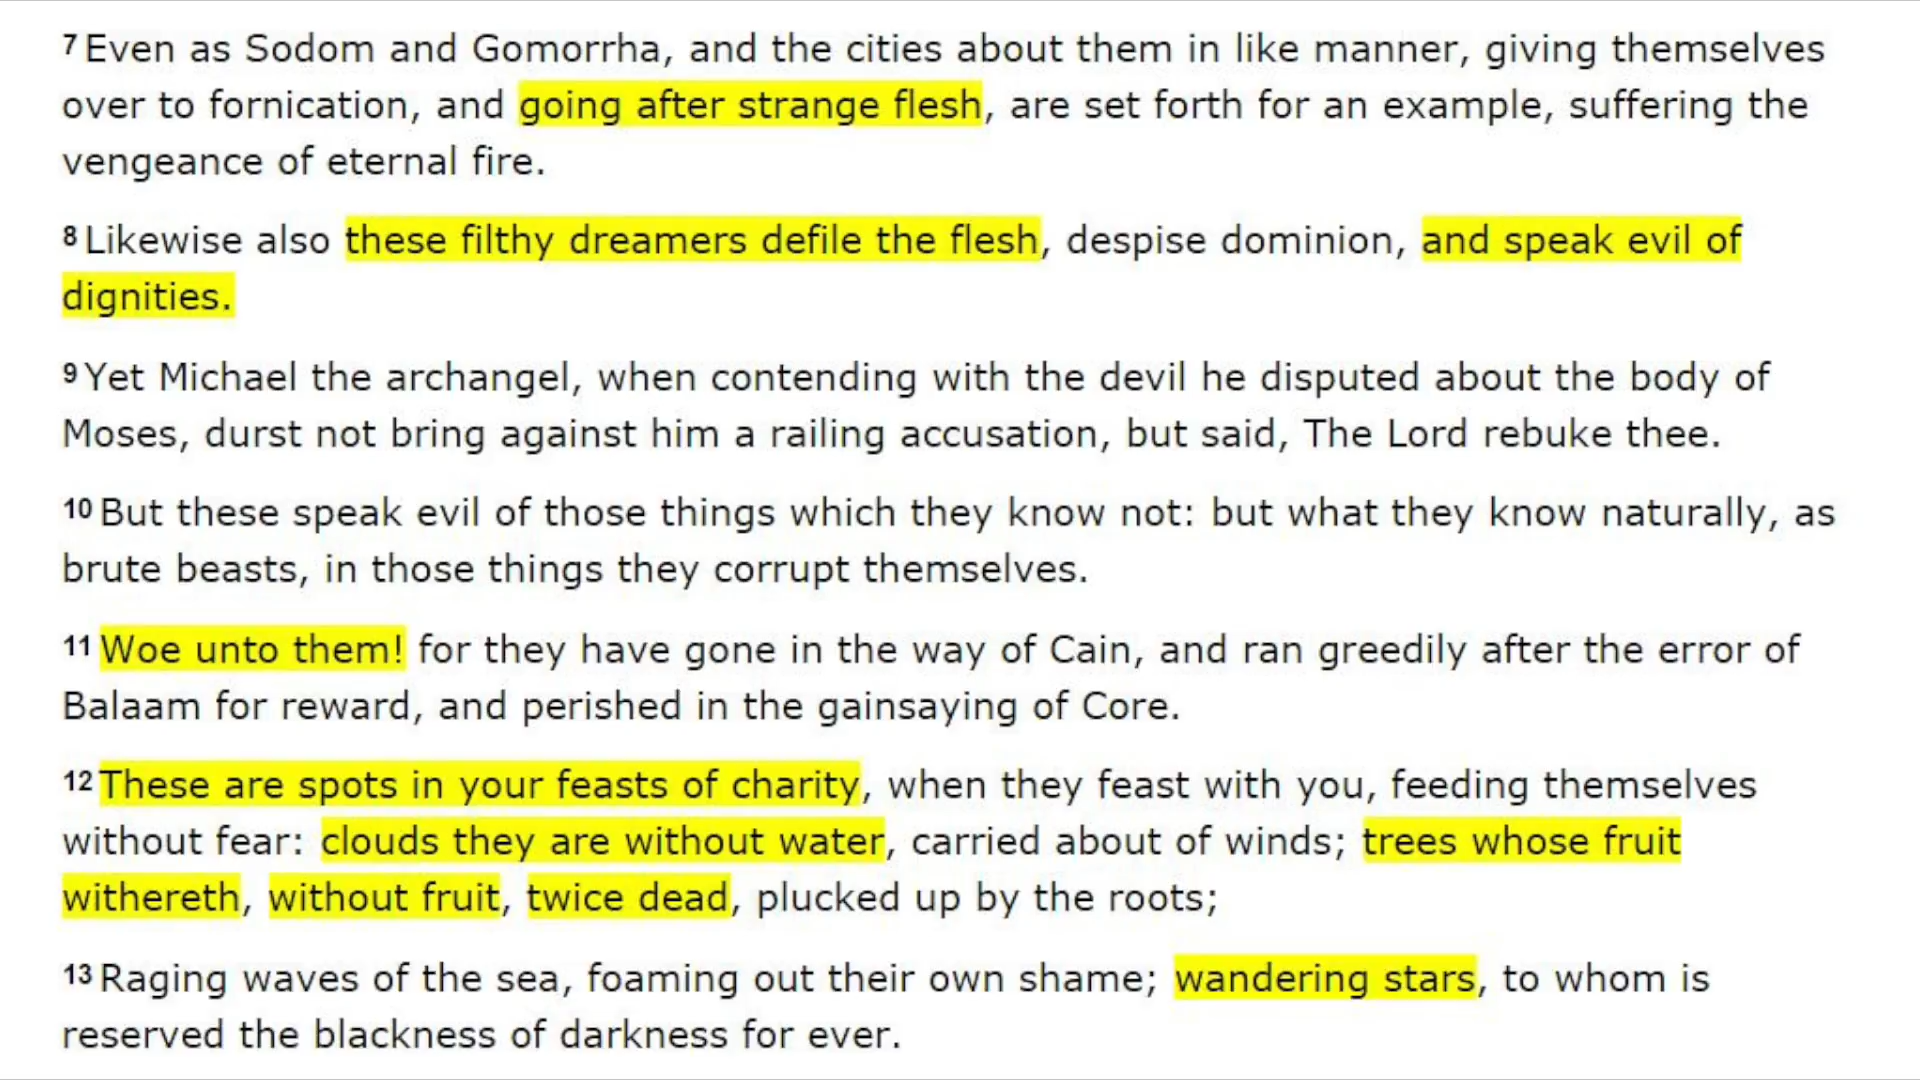 7 Even as Sodom and Gomorrha, and the cities about them in like manner, giving themselves
over to fornication, and going after strange flesh, are set forth for an example, suffering the
vengeance of eternal fire.
8 Likewise also these filthy dreamers defile the flesh, despise dominion, and speak evil of
dignities.
9 Yet Michael the archangel, when contending with the devil he disputed about the body of
Moses, durst not bring against him a railing accusation, but said, The Lord rebuke thee.
10 But these speak evil of those things which they know not: but what they know naturally, as
brute beasts, in those things they corrupt themselves.
11 Woe unto them! for they have gone in the way of Cain, and ran greedily after the error of
Balaam for reward, and perished in the gainsaying of Core.
12 These are spots in your feasts of charity, when they feast with you, feeding themselves
without fear: clouds they are without water, carried about of winds; trees whose fruit
withereth, without fruit, twice dead, plucked up by the roots;
13 Raging waves of the sea, foaming out their own shame; wandering stars, to whom is
reserved the blackness of darkness for ever.